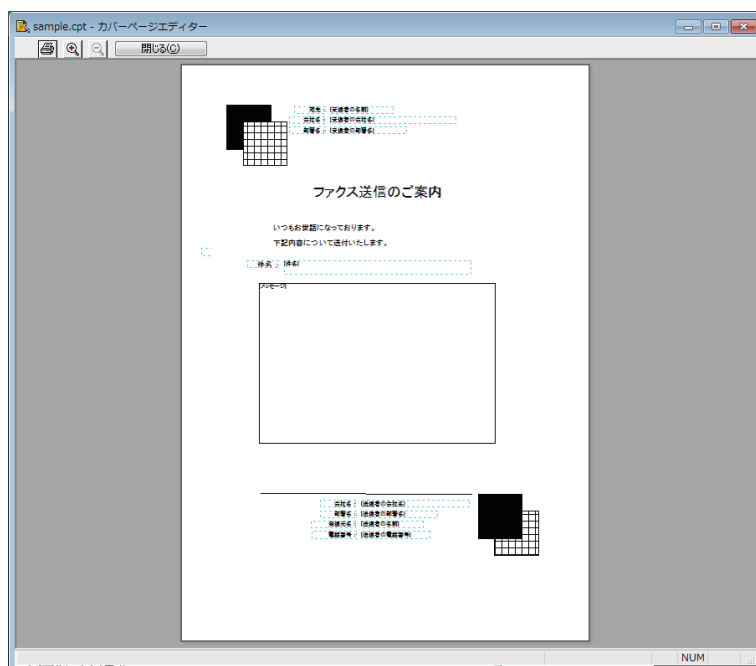 sample.cpt - カバーページエディター
閉じる(C)
宛先 : {受信者の名前}
会社名 : {受信者の会社名}
部署名 : {受信者の部署名}
ファクス送信のご案内
いつもお世話になっております。
下記内容について送付いたします。
件名 : {件名}
{メッセージ}
会社名 : {送信者の会社名}
部署名 : {送信者の部署名}
発信元名 : {送信者の名前}
電話番号 : {送信者の電話番号}
NUM